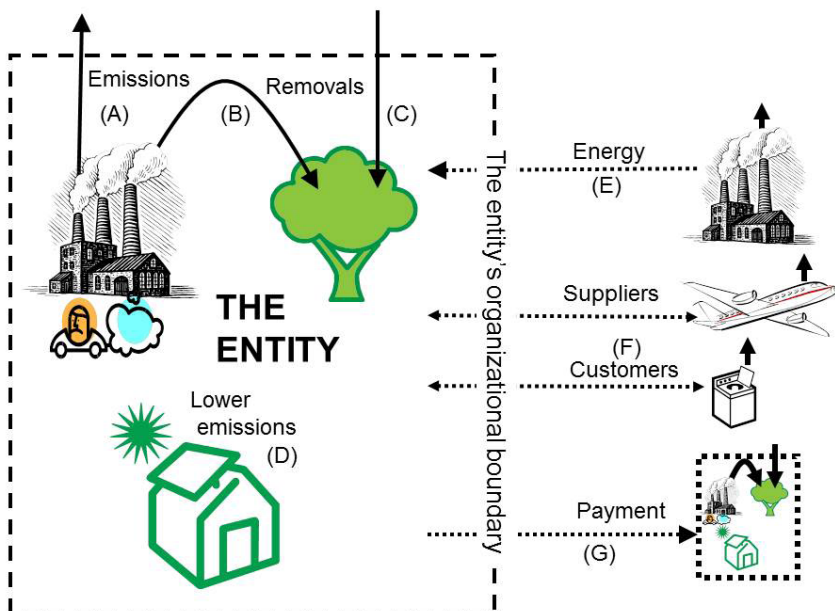 Emissions
(A)
(B)
Removals
(C)
THE
ENTITY
Lower
emissions
(D)
The entity's organizational boundary
Energy
(E)
Suppliers
(F)
Customers
Payment
(G)